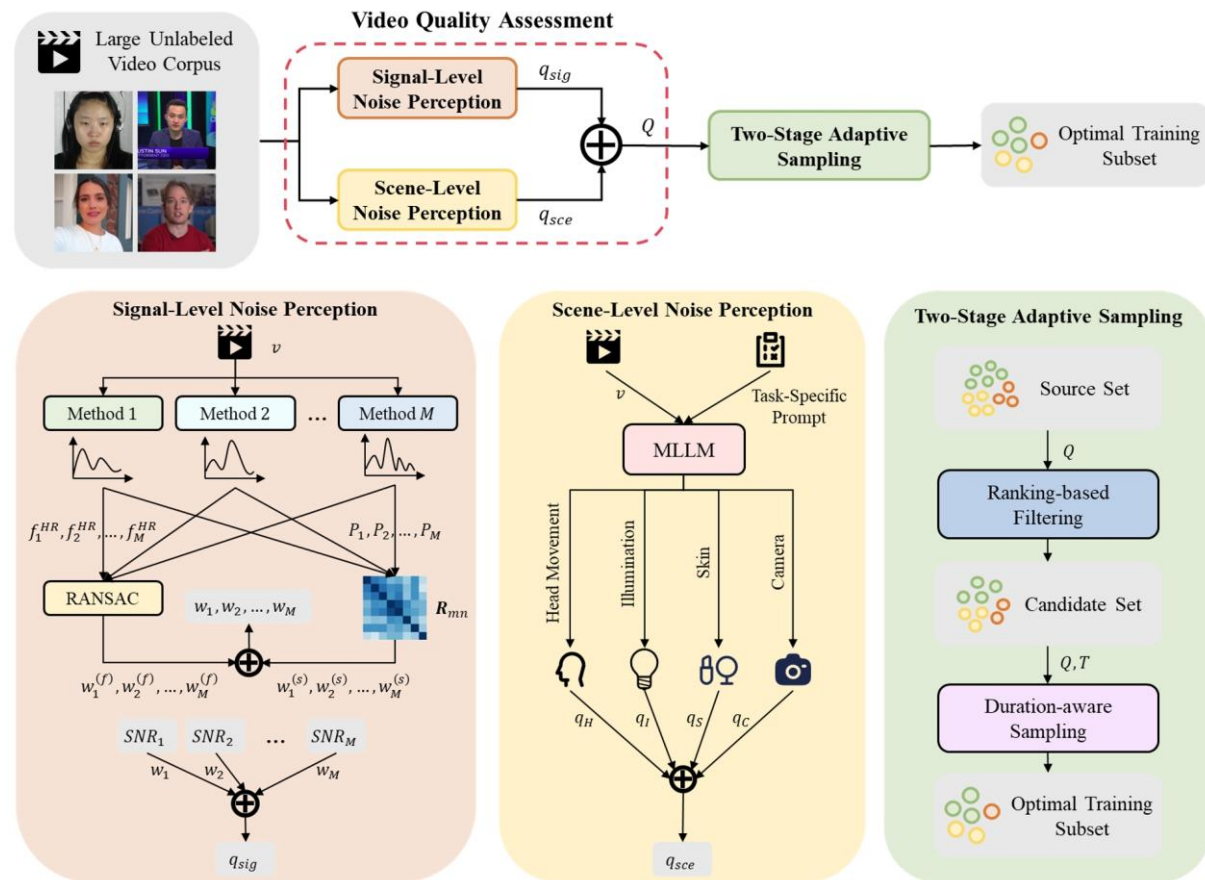 Large Unlabeled
Video Corpus
AUSTIN SUN
Video Quality Assessment
Signal-Level
Noise Perception
q_sig
Scene-Level
Noise Perception
q_sce
Q
Two-Stage Adaptive
Sampling
Optimal Training
Subset
Signal-Level Noise Perception
v
Method 1
Method 2
...
Method M
f_1^{HR}, f_2^{HR}, ..., f_M^{HR}
P_1, P_2, ..., P_M
RANSAC
w_1, w_2, ..., w_M
R_{mn}
w_1^{(f)}, w_2^{(f)}, ..., w_M^{(f)}
w_1^{(s)}, w_2^{(s)}, ..., w_M^{(s)}
SNR_1
SNR_2
...
SNR_M
w_1
w_2
w_M
q_sig
Scene-Level Noise Perception
v
Task-Specific
Prompt
MLLM
Head Movement
Illumination
Skin
Camera
q_H
q_I
q_S
q_C
q_sce
Two-Stage Adaptive Sampling
Source Set
Q
Ranking-based
Filtering
Candidate Set
Q, T
Duration-aware
Sampling
Optimal Training
Subset